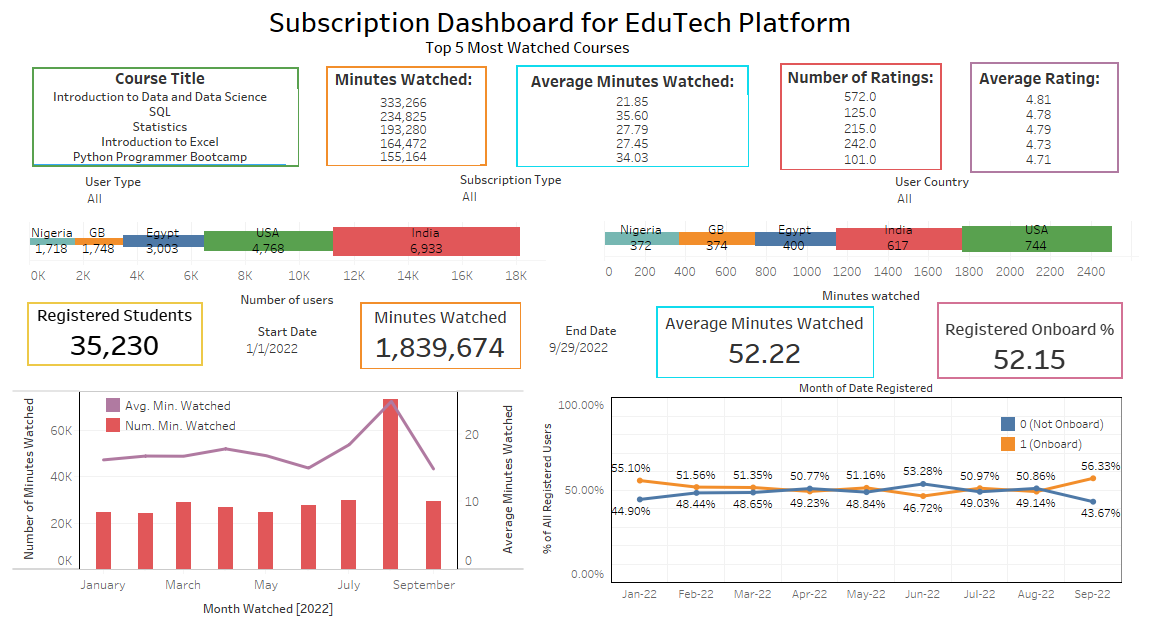 Subscription Dashboard for EduTech Platform
Top 5 Most Watched Courses
Course Title
Introduction to Data and Data Science
SQL
Statistics
Introduction to Excel
Python Programmer Bootcamp
Minutes Watched:
333,266
234,825
193,280
164,472
155,164
Average Minutes Watched:
21.85
35.60
27.79
27.45
34.03
Number of Ratings:
572.0
125.0
215.0
242.0
101.0
Average Rating:
4.81
4.78
4.79
4.73
4.71
User Type
All
Subscription Type
All
User Country
All
Nigeria GB Egypt USA India
1,718 1,748 3,003 4,768 6,933
0K 2K 4K 6K 8K 10K 12K 14K 16K 18K
Number of users
Nigeria GB Egypt India USA
372 374 400 617 744
0 200 400 600 800 1000 1200 1400 1600 1800 2000 2200 2400
Minutes watched
Registered Students
35,230
Start Date
1/1/2022
Minutes Watched
1,839,674
End Date
9/29/2022
Average Minutes Watched
52.22
Registered Onboard %
52.15
Number of Minutes Watched
60K
40K
20K
0K
Avg. Min. Watched
Num. Min. Watched
20
10
0
Average Minutes Watched
January March May July September
Month Watched [2022]
Month of Date Registered
% of All Registered Users
100.00%
50.00%
0.00%
0 (Not Onboard)
1 (Onboard)
55.10% 51.56% 51.35% 50.77% 51.16% 53.28% 50.97% 50.86% 56.33%
44.90% 48.44% 48.65% 49.23% 48.84% 46.72% 49.03% 49.14% 43.67%
Jan-22 Feb-22 Mar-22 Apr-22 May-22 Jun-22 Jul-22 Aug-22 Sep-22